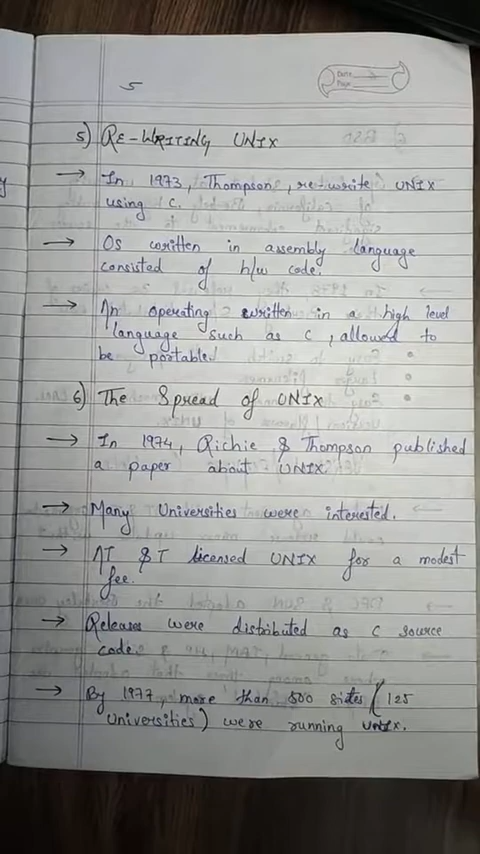 5
Date
Page
5) RE-WRITING UNIX
→ In 1973, Thompson, re-write UNIX
using C.
→ OS written in assembly language
consisted of h/w code.
→ An operating written in a high level
language such as C, allowed to
be portable
6) The Spread of UNIX
→ In 1974, Richie & Thompson published
a paper about UNIX
→ Many Universities were interested.
→ AT &T licensed UNIX for a modest
fee.
→ Releases were distributed as C source
code.
→ By 1977, more than 500 sites (125
Universities) were running UNIX.